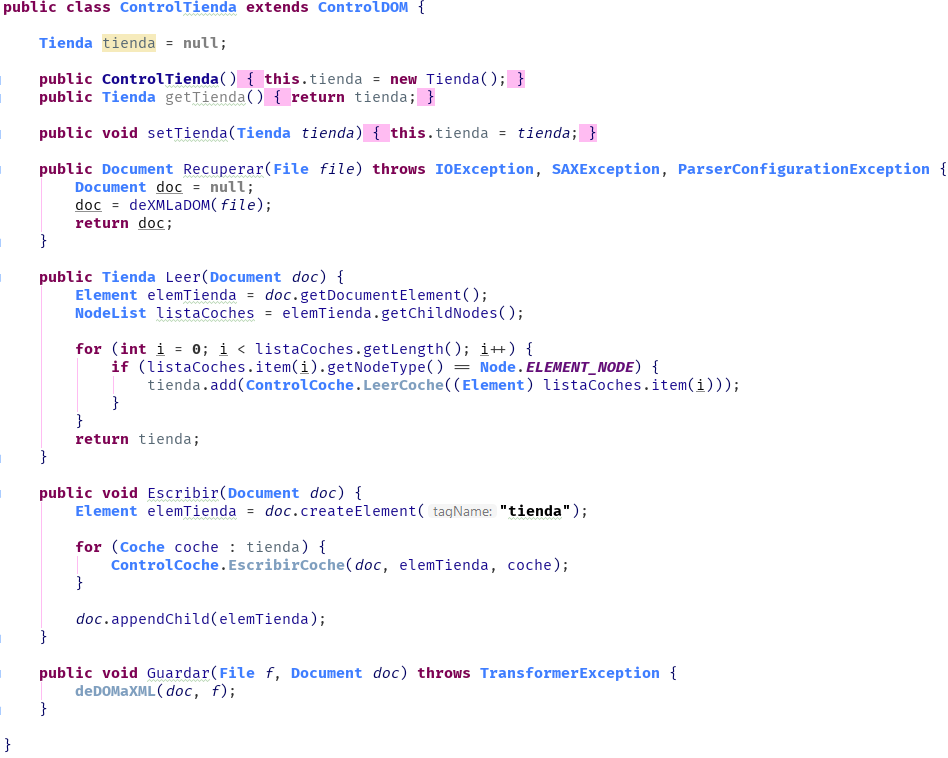 public class ControlTienda extends ControlDOM {
Tienda tienda = null;
public ControlTienda() { this.tienda = new Tienda(); }
public Tienda getTienda() { return tienda; }
public void setTienda(Tienda tienda) { this.tienda = tienda; }
public Document Recuperar(File file) throws IOException, SAXException, ParserConfigurationException {
Document doc = null;
doc = deXMLaDOM(file);
return doc;
}
public Tienda Leer(Document doc) {
Element elemTienda = doc.getDocumentElement();
NodeList listaCoches = elemTienda.getChildNodes();
for (int i = 0; i < listaCoches.getLength(); i++) {
if (listaCoches.item(i).getNodeType() == Node.ELEMENT_NODE) {
tienda.add(ControlCoche.LeerCoche((Element) listaCoches.item(i)));
}
}
return tienda;
}
public void Escribir(Document doc) {
Element elemTienda = doc.createElement( tagName: "tienda");
for (Coche coche : tienda) {
ControlCoche.EscribirCoche(doc, elemTienda, coche);
}
doc.appendChild(elemTienda);
}
public void Guardar(File f, Document doc) throws TransformerException {
deDOMaXML(doc, f);
}
}